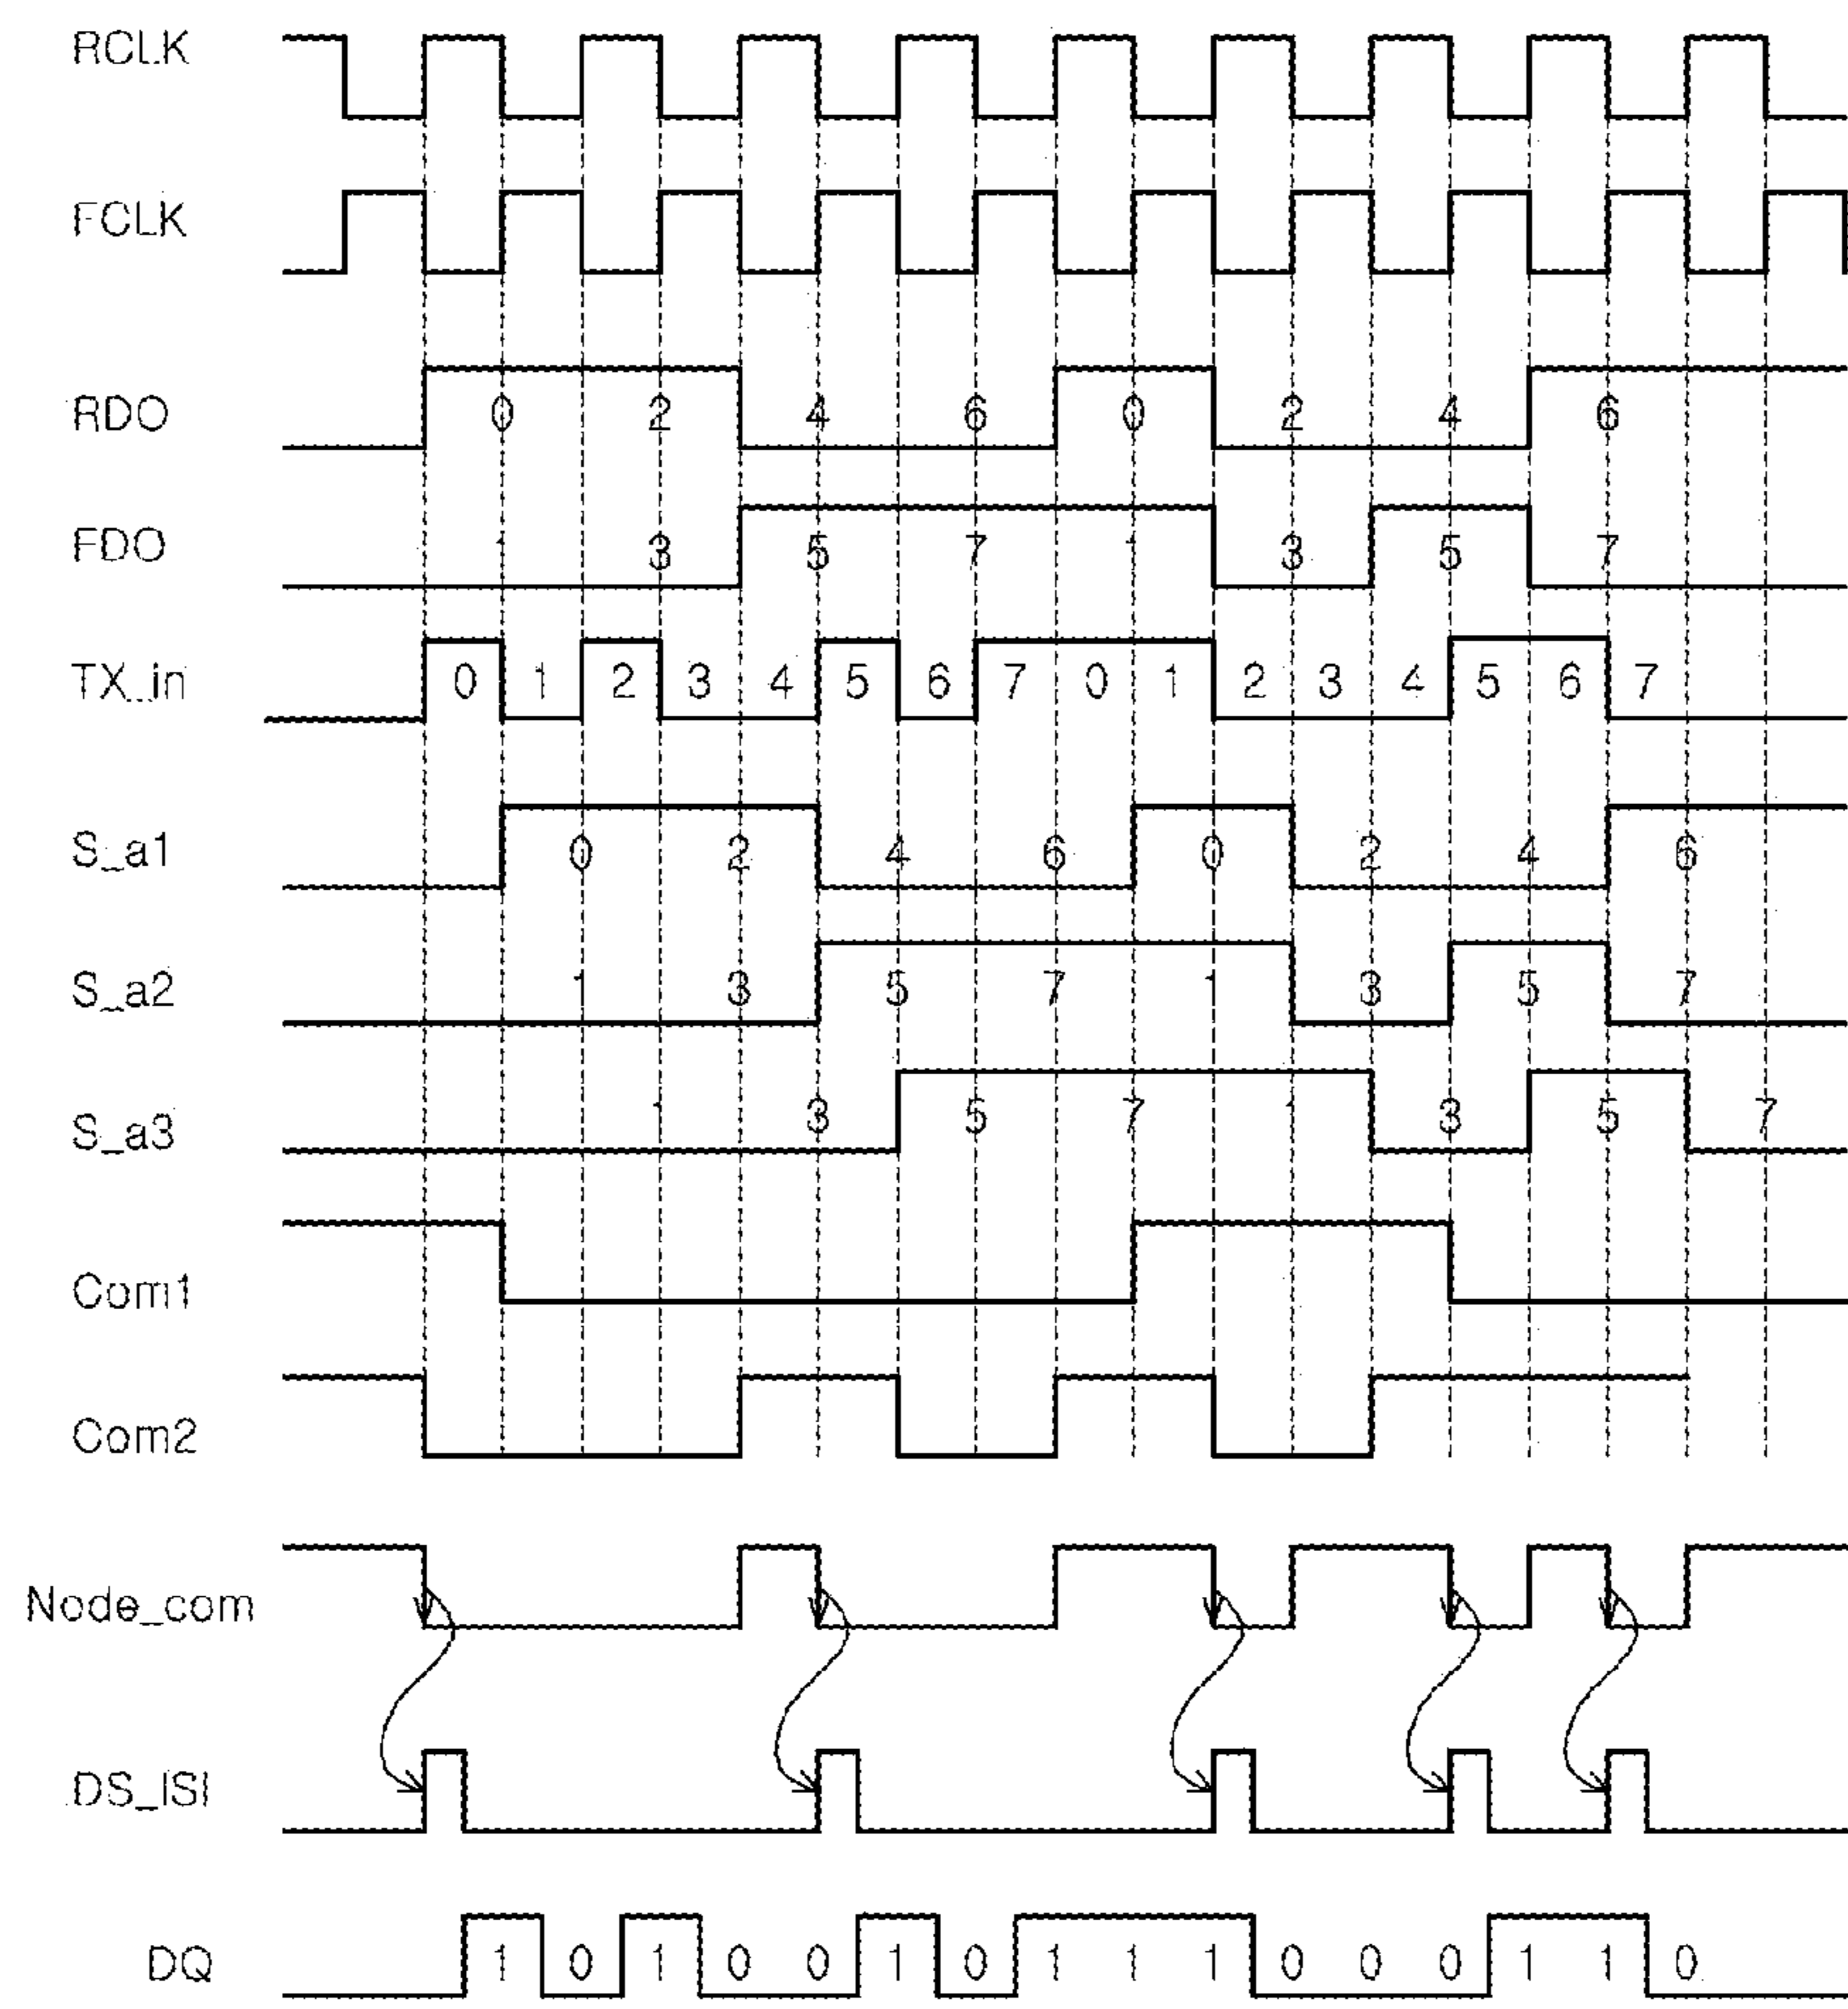 RCLK
FCLK
RDO 0 2 4 6 0 2 4 6
FDO 1 3 5 7 1 3 5 7
TX_in 0 1 2 3 4 5 6 7 0 1 2 3 4 5 6 7
S_a1 0 2 4 6 0 2 4 6
S_a2 1 3 5 7 1 3 5 7
S_a3 1 3 5 7 1 3 5 7
Com1
Com2
Node_com
DS_ISI
DQ 1 0 1 0 0 1 0 1 1 1 0 0 0 1 1 0